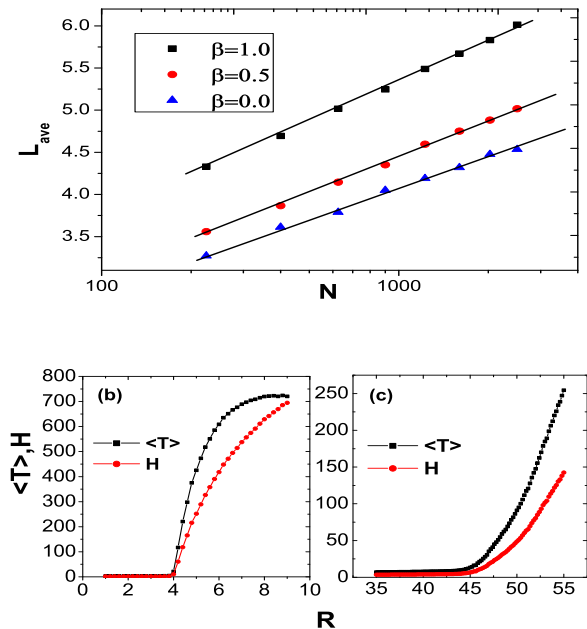 6.0
5.5
5.0
4.5
4.0
3.5
L_ave
β=1.0
β=0.5
β=0.0
100
1000
N
(b)
<T>,H
800
700
600
500
400
300
200
100
0
<T>
H
0 2 4 6 8 10
(c)
250
200
150
100
50
0
<T>
H
35 40 45 50 55
R